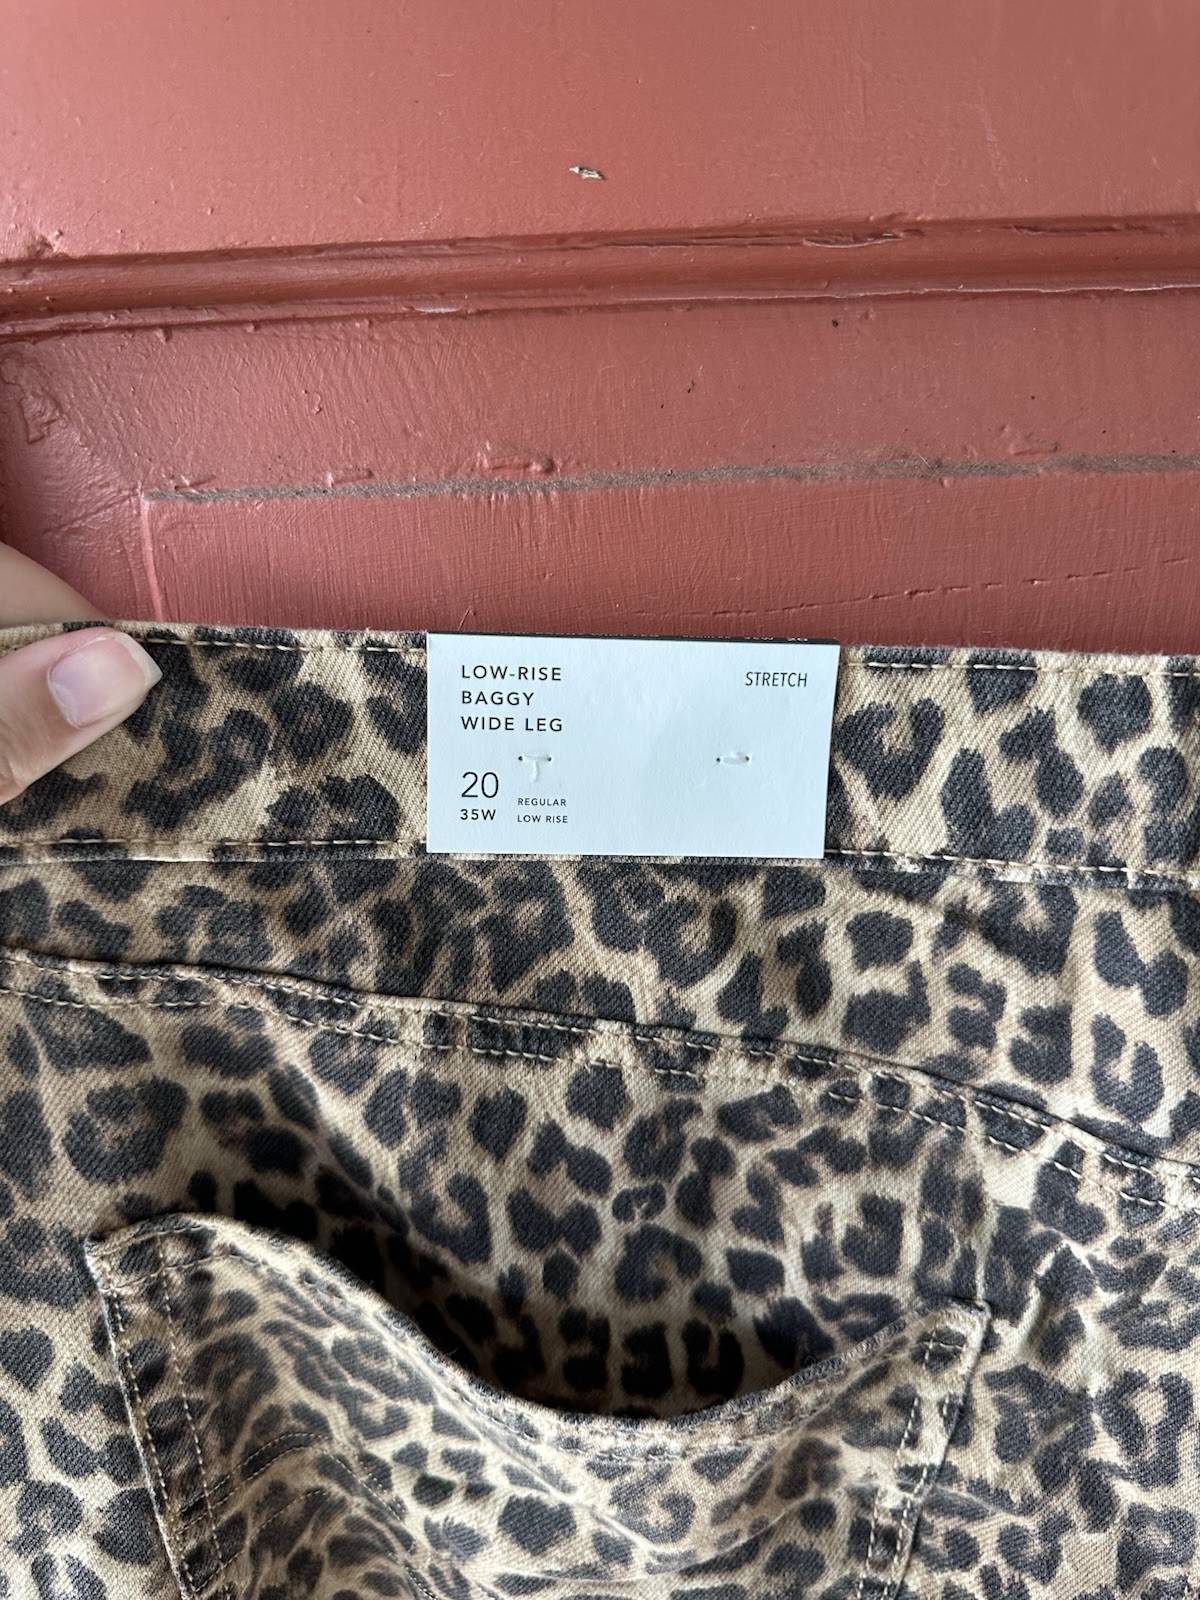 LOW-RISE
BAGGY
WIDE LEG
STRETCH
20
35W
REGULAR
LOW RISE